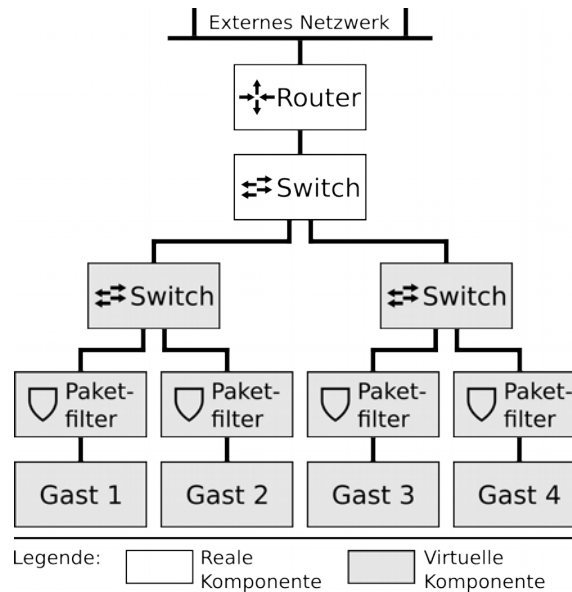 Externes Netzwerk
Router
Switch
Switch
Switch
Paket-
filter
Paket-
filter
Paket-
filter
Paket-
filter
Gast 1
Gast 2
Gast 3
Gast 4
Legende:
Reale
Komponente
Virtuelle
Komponente